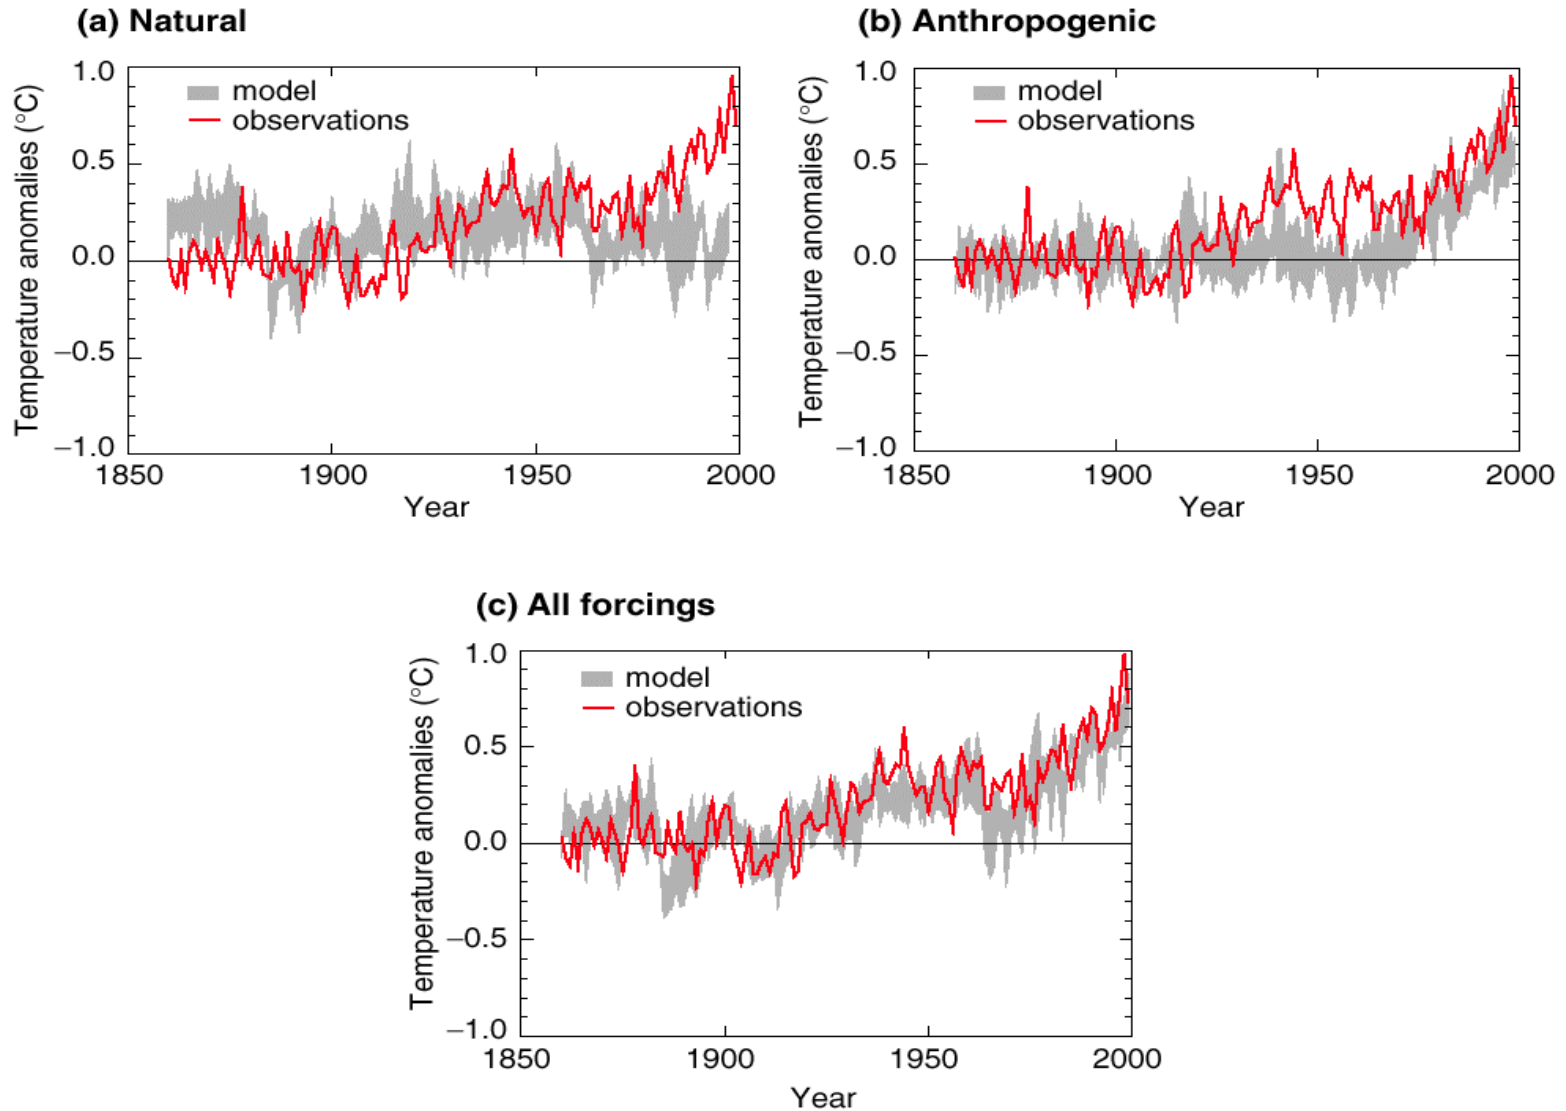 (a) Natural
Temperature anomalies (°C)
1.0
0.5
0.0
−0.5
−1.0
model
observations
1850 1900 1950 2000
Year
(b) Anthropogenic
Temperature anomalies (°C)
1.0
0.5
0.0
−0.5
−1.0
model
observations
1850 1900 1950 2000
Year
(c) All forcings
Temperature anomalies (°C)
1.0
0.5
0.0
−0.5
−1.0
model
observations
1850 1900 1950 2000
Year